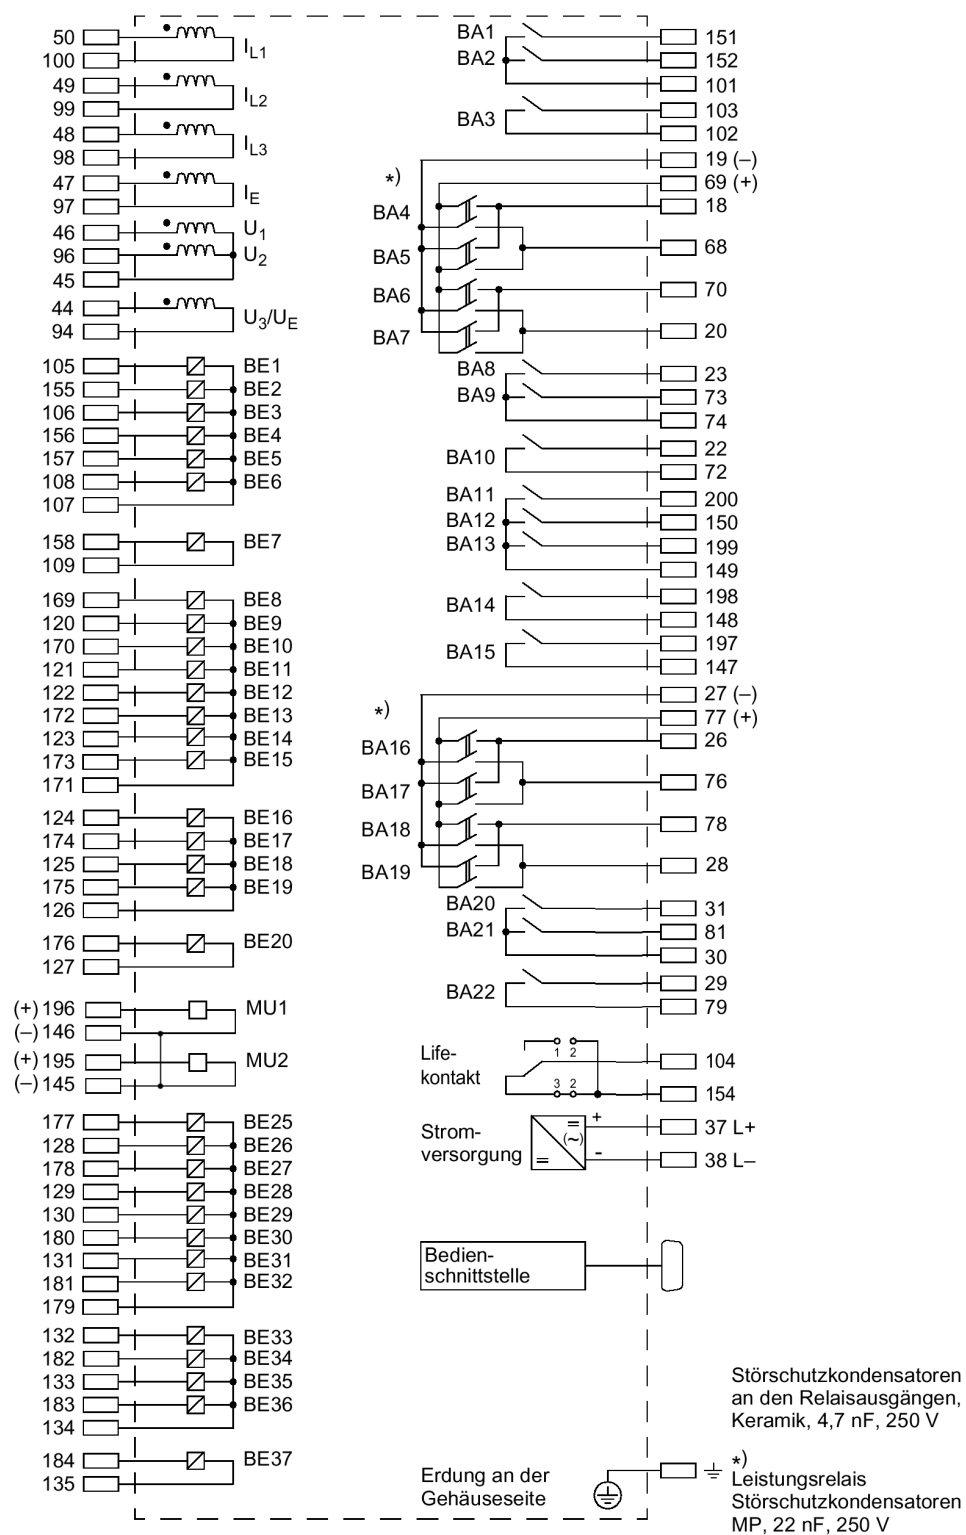 50
100
I L1
49
99
I L2
48
98
I L3
47
97
I E
46
U1
96
U2
45
44
94
U3/UE
105 BE1
155 BE2
106 BE3
156 BE4
157 BE5
108 BE6
107
158 BE7
109
169 BE8
120 BE9
170 BE10
121 BE11
122 BE12
172 BE13
123 BE14
173 BE15
171
124 BE16
174 BE17
125 BE18
175 BE19
126
176 BE20
127
(+) 196 MU1
(–) 146
(+) 195 MU2
(–) 145
177 BE25
128 BE26
178 BE27
129 BE28
130 BE29
180 BE30
131 BE31
181 BE32
179
132 BE33
182 BE34
133 BE35
183 BE36
134
184 BE37
135
BA1 151
BA2 152
101
103
BA3
102
19 (–)
*)
69 (+)
BA4 18
BA5 68
BA6 70
BA7 20
BA8 23
BA9 73
74
22
BA10
72
BA11 200
BA12 150
BA13 199
149
198
BA14
148
197
BA15
147
27 (–)
*)
77 (+)
BA16 26
BA17 76
BA18 78
BA19 28
BA20 31
BA21 81
30
29
BA22
79
Life-
kontakt
1 2
3 2
104
154
Strom-
versorgung
=
(~)
=
+
-
37 L+
38 L–
Bedien-
schnittstelle
Störschutzkondensatoren
an den Relaisausgängen,
Keramik, 4,7 nF, 250 V
Erdung an der
Gehäuseseite
*)
Leistungsrelais
Störschutzkondensatoren
MP, 22 nF, 250 V